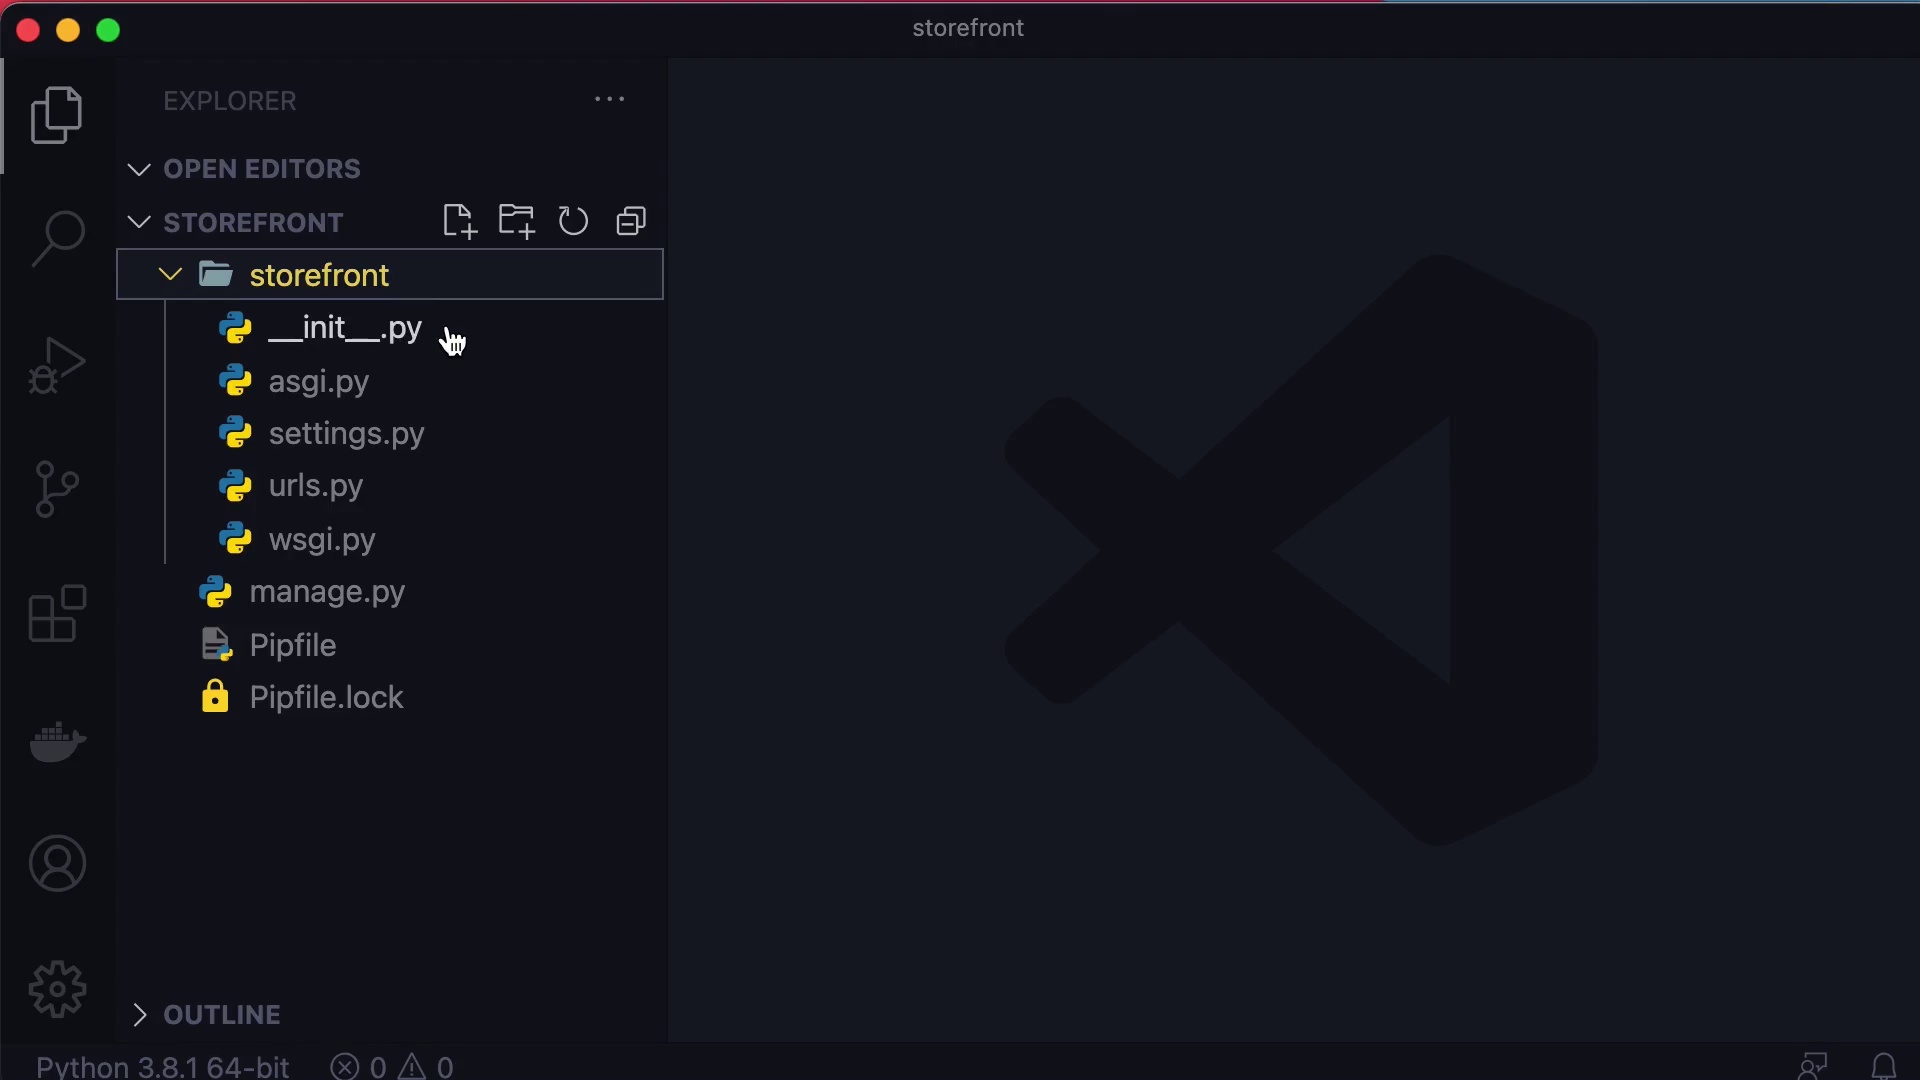 storefront
EXPLORER
OPEN EDITORS
STOREFRONT
storefront
__init__.py
asgi.py
settings.py
urls.py
wsgi.py
manage.py
Pipfile
Pipfile.lock
OUTLINE
Python 3.8.1 64-bit 0 0